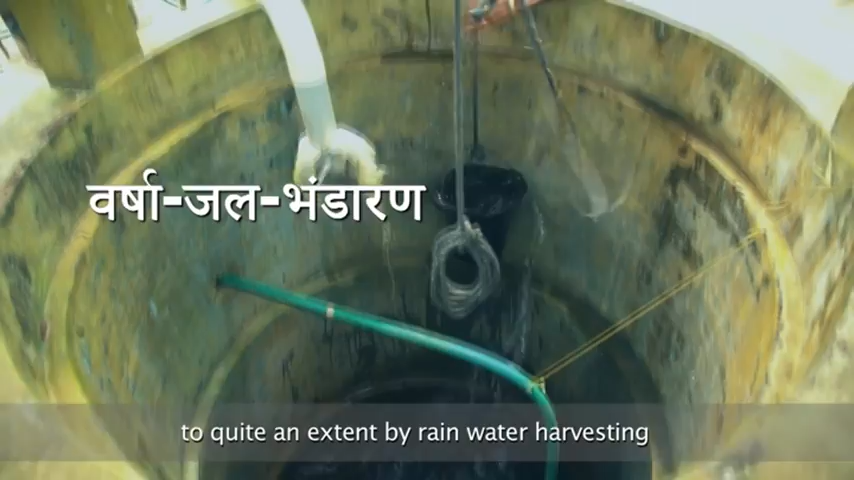 वर्षा-जल-भंडारण
to quite an extent by rain water harvesting